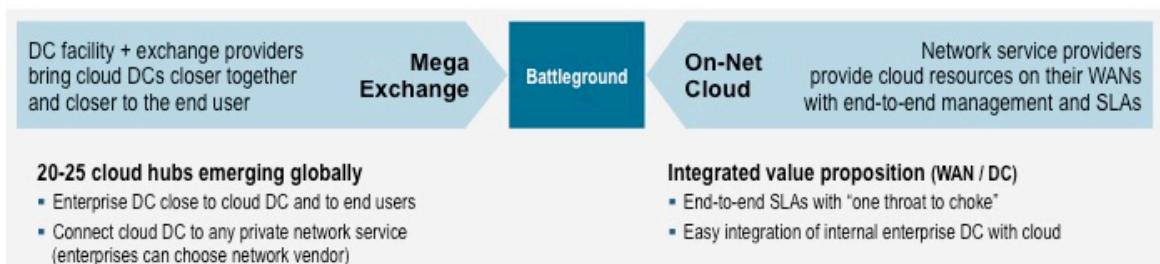 DC facility + exchange providers
bring cloud DCs closer together
and closer to the end user
Mega
Exchange
Battleground
On-Net
Cloud
Network service providers
provide cloud resources on their WANs
with end-to-end management and SLAs
20-25 cloud hubs emerging globally
▪ Enterprise DC close to cloud DC and to end users
▪ Connect cloud DC to any private network service
(enterprises can choose network vendor)
Integrated value proposition (WAN / DC)
▪ End-to-end SLAs with “one throat to choke”
▪ Easy integration of internal enterprise DC with cloud